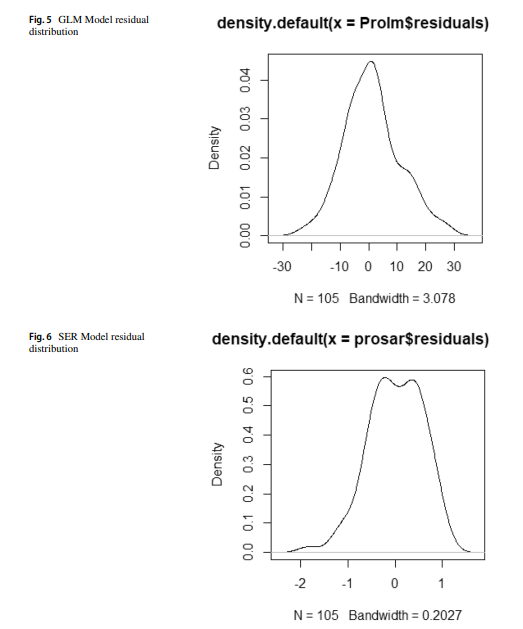 Fig. 5 GLM Model residual
distribution
density.default(x = Prolm$residuals)
Density
0.00 0.01 0.02 0.03 0.04
-30 -10 0 10 20 30
N = 105 Bandwidth = 3.078
Fig. 6 SER Model residual
distribution
density.default(x = prosar$residuals)
Density
0.0 0.1 0.2 0.3 0.4 0.5 0.6
-2 -1 0 1
N = 105 Bandwidth = 0.2027